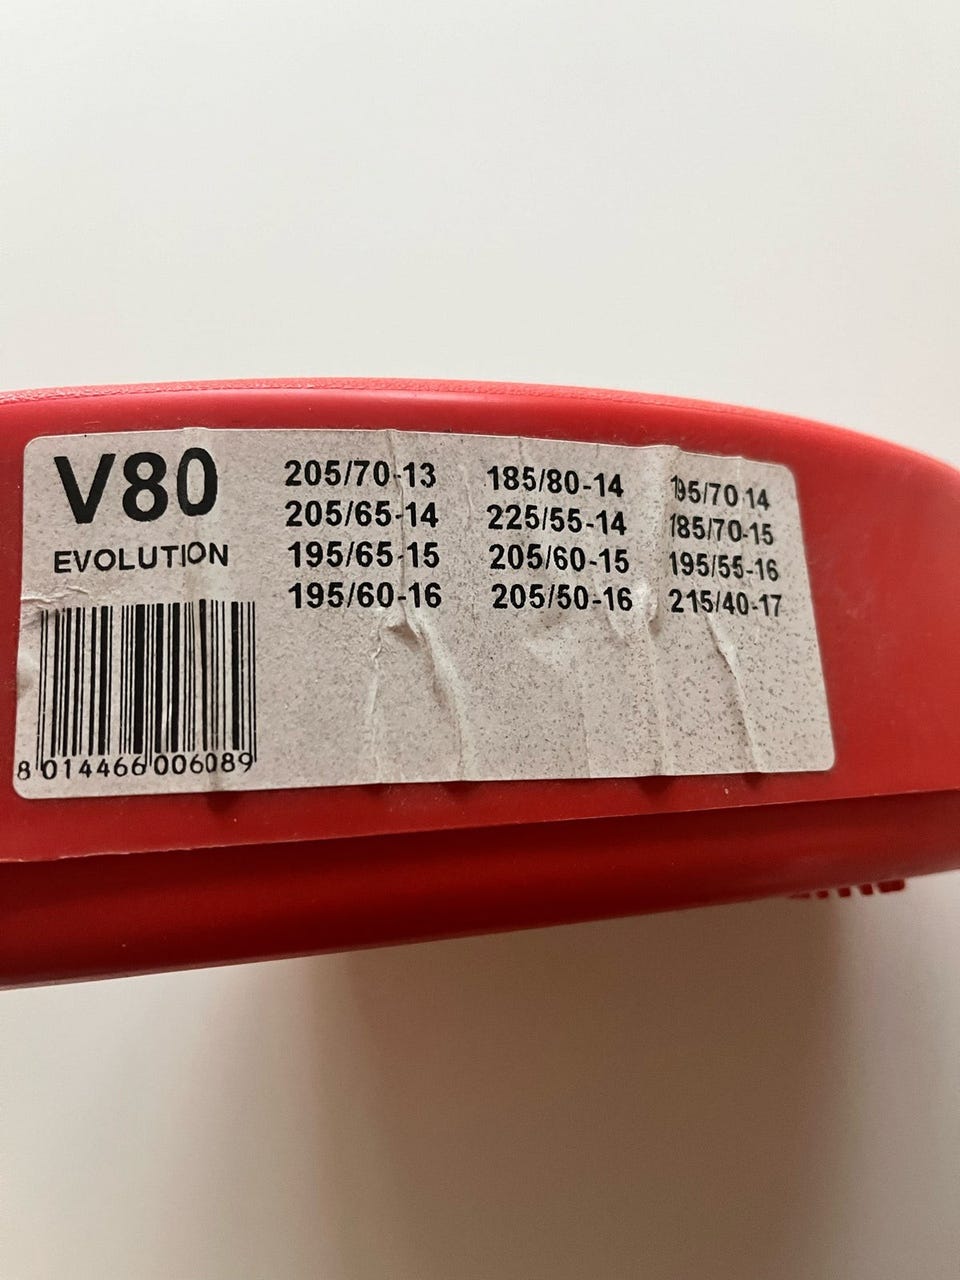 V80
EVOLUTION
205/70-13 185/80-14 195/70-14
205/65-14 225/55-14 185/70-15
195/65-15 205/60-15 195/55-16
195/60-16 205/50-16 215/40-17
8 014466 006089